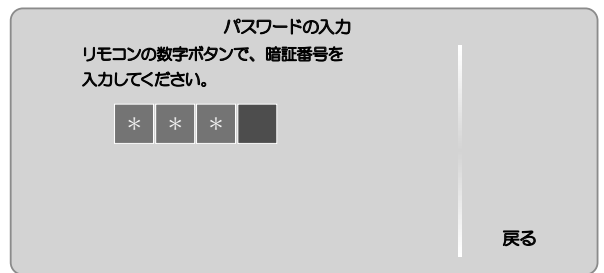 パスワードの入力
リモコンの数字ボタンで、暗証番号を
入力してください。
＊＊＊
戻る